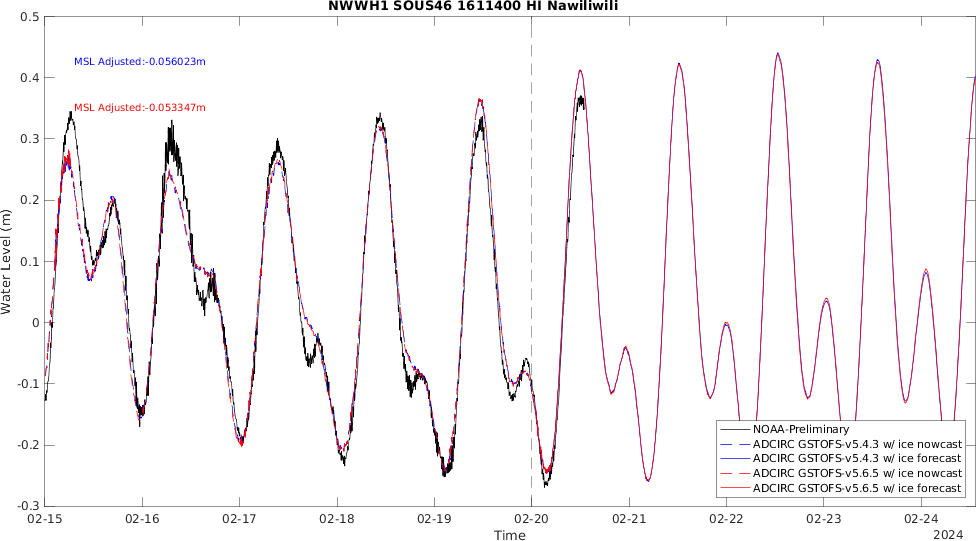 NWWH1 SOUS46 1611400 HI Nawiliwili
0.5
0.4
0.3
0.2
0.1
0
-0.1
-0.2
-0.3
Water Level (m)
MSL Adjusted:-0.056023m
MSL Adjusted:-0.053347m
NOAA-Preliminary
ADCIRC GSTOFS-v5.4.3 w/ ice nowcast
ADCIRC GSTOFS-v5.4.3 w/ ice forecast
ADCIRC GSTOFS-v5.6.5 w/ ice nowcast
ADCIRC GSTOFS-v5.6.5 w/ ice forecast
02-15 02-16 02-17 02-18 02-19 02-20 02-21 02-22 02-23 02-24
Time
2024